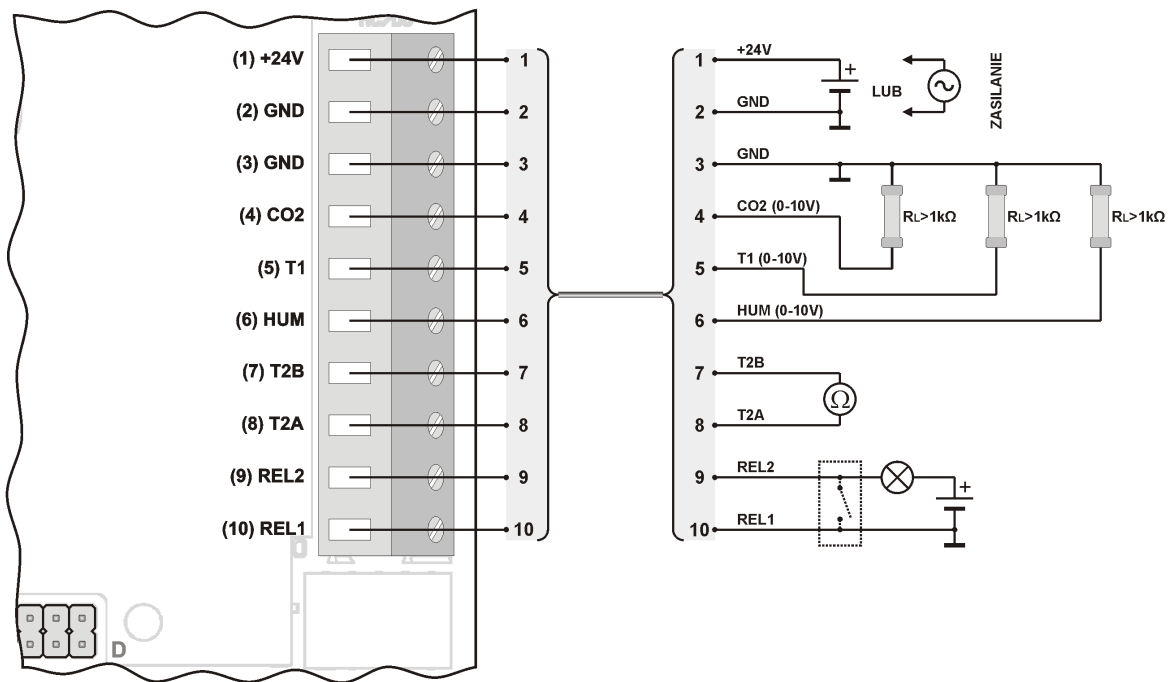 (1) +24V
(2) GND
(3) GND
(4) CO2
(5) T1
(6) HUM
(7) T2B
(8) T2A
(9) REL2
(10) REL1
D
1
2
3
4
5
6
7
8
9
10
1
2
3
4
5
6
7
8
9
10
+24V
GND
GND
CO2 (0-10V)
T1 (0-10V)
HUM (0-10V)
T2B
T2A
REL2
REL1
+
LUB
ZASILANIE
RL>1kΩ
RL>1kΩ
RL>1kΩ
Ω
+